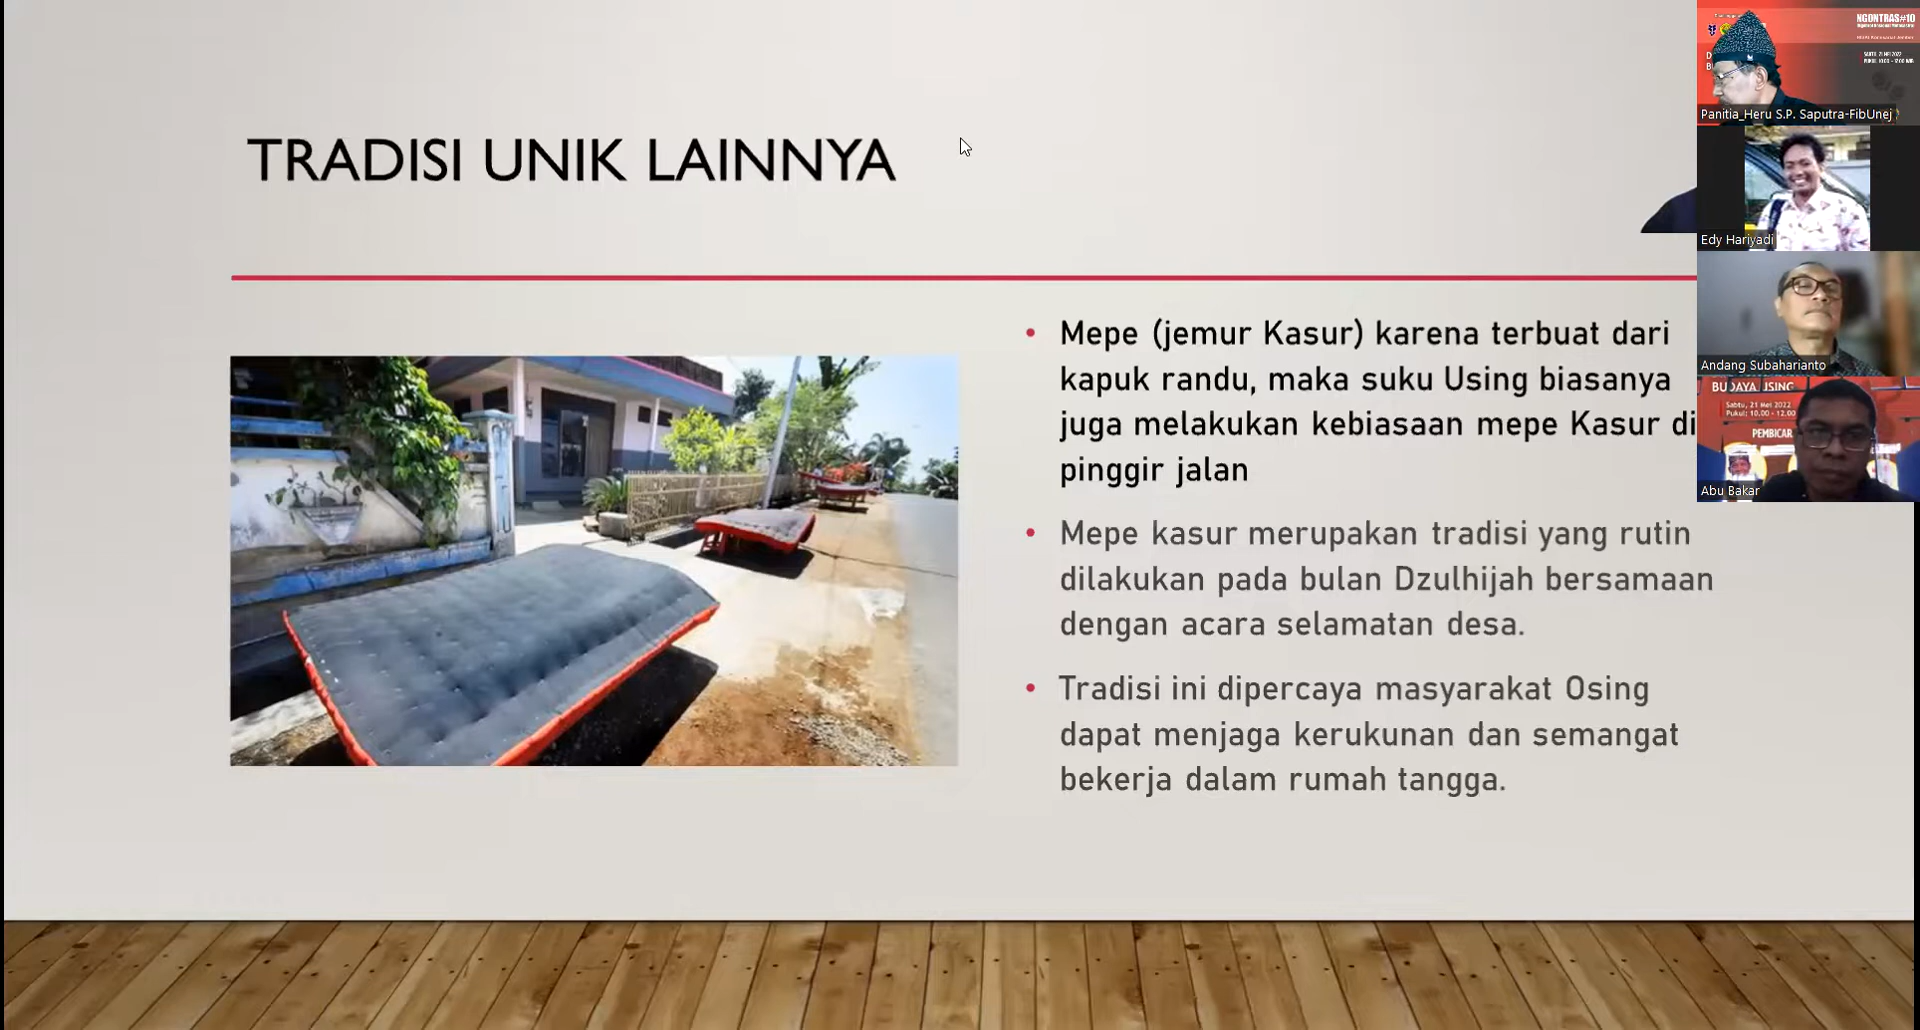 TRADISI UNIK LAINNYA
• Mepe (jemur Kasur) karena terbuat dari
kapuk randu, maka suku Using biasanya
juga melakukan kebiasaan mepe Kasur di
pinggir jalan
• Mepe kasur merupakan tradisi yang rutin
dilakukan pada bulan Dzulhijah bersamaan
dengan acara selamatan desa.
• Tradisi ini dipercaya masyarakat Osing
dapat menjaga kerukunan dan semangat
bekerja dalam rumah tangga.
NGONTRAS#10
SABTU, 21 MEI 2022
PUKUL 10.00 - 12.00 WIB
Panitia_Heru S.P. Saputra-FibUnej
Edy Hariyadi
Andang Subaharianto
BUDAYA USING
Sabtu, 21 Mei 2022
Pukul: 10.00 - 12.00
PEMBICAR
Abu Bakar